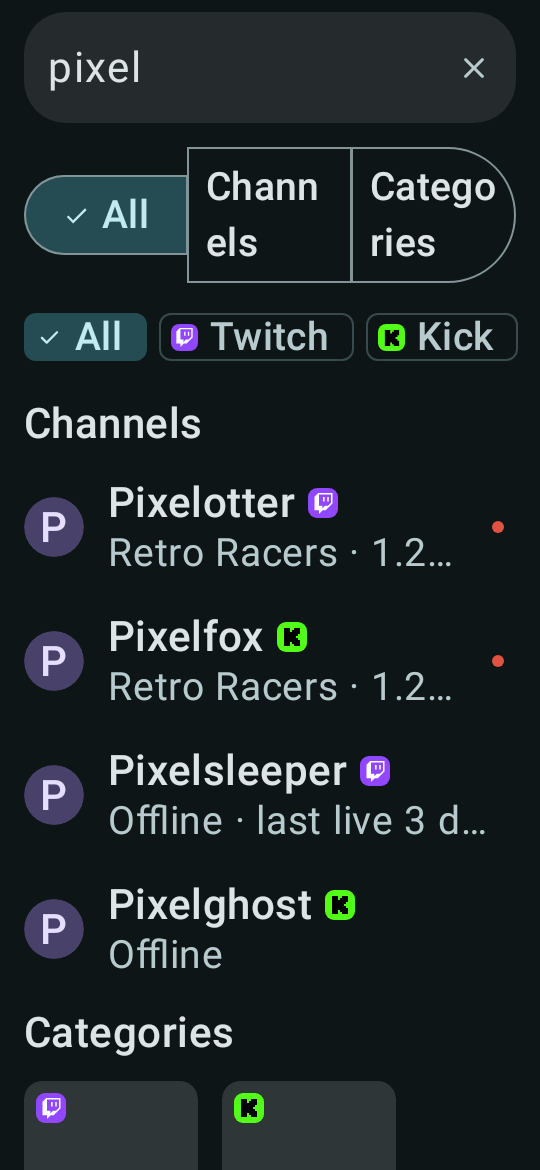 pixel
All
Chann
els
Catego
ries
All
Twitch
Kick
Channels
P
Pixelotter
Retro Racers · 1.2…
P
Pixelfox
Retro Racers · 1.2…
P
Pixelsleeper
Offline · last live 3 d…
P
Pixelghost
Offline
Categories